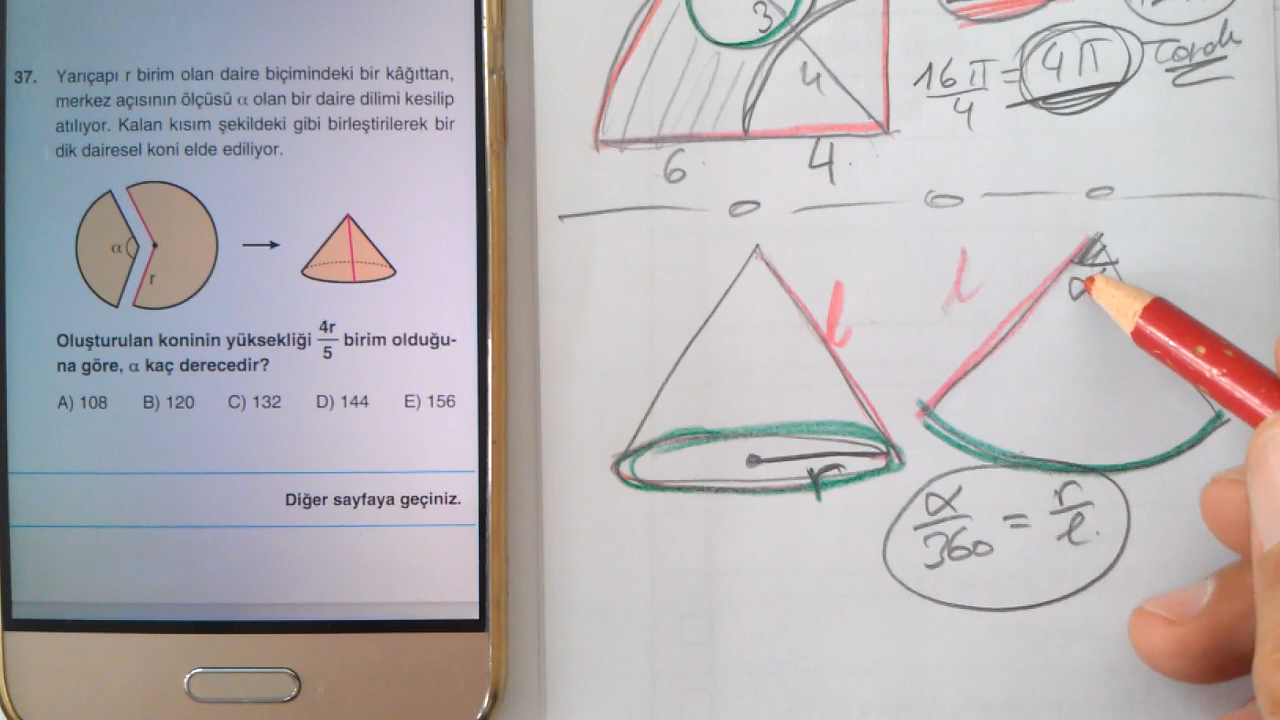 37. Yarıçapı r birim olan daire biçimindeki bir kâğıttan,
merkez açısının ölçüsü α olan bir daire dilimi kesilip
atılıyor. Kalan kısım şekildeki gibi birleştirilerek bir
dik dairesel koni elde ediliyor.
α
r
Oluşturulan koninin yüksekliği 4r/5 birim olduğu-
na göre, α kaç derecedir?
A) 108 B) 120 C) 132 D) 144 E) 156
Diğer sayfaya geçiniz.
3
4
6 4
16π/4 = 4π
l
r
l
α
α/360 = r/l